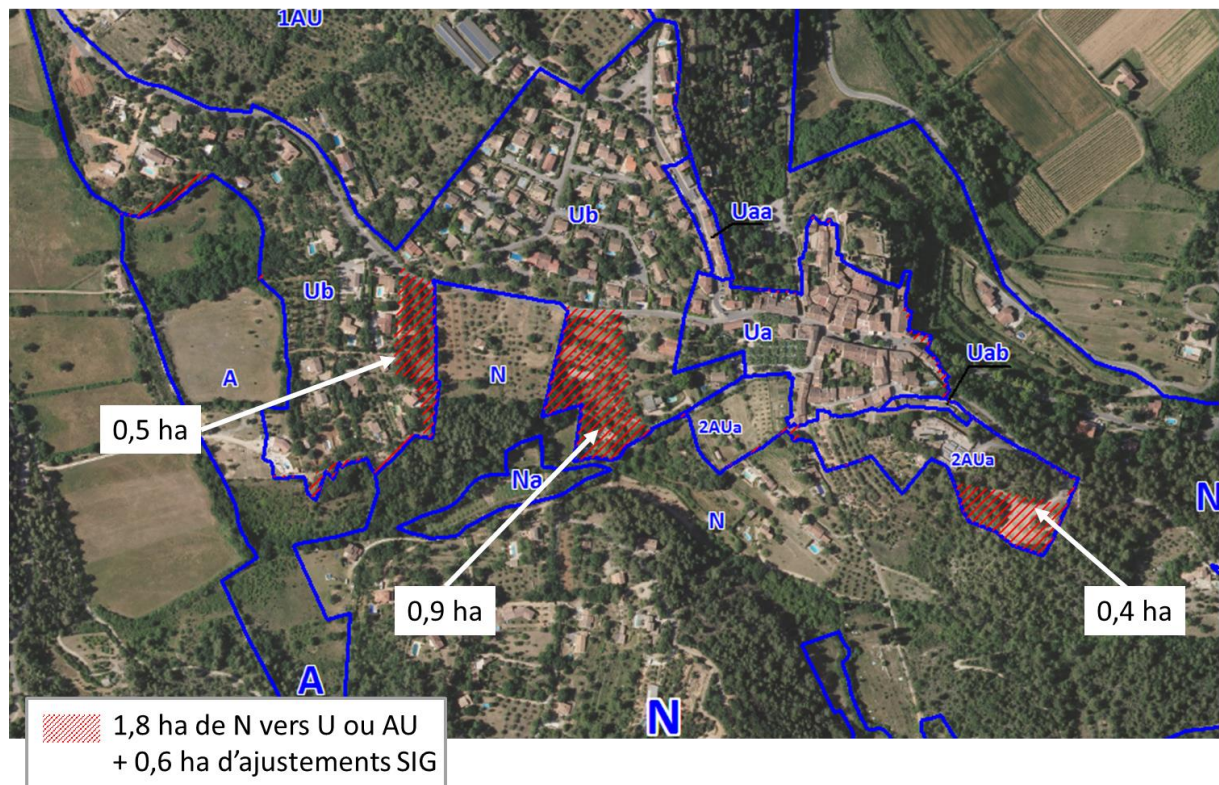 1AU
Ub
Uaa
Ub
Ua
Uab
A
N
0,5 ha
2AUa
2AUa
Na
N
N
0,9 ha
0,4 ha
A
N
1,8 ha de N vers U ou AU
+ 0,6 ha d’ajustements SIG